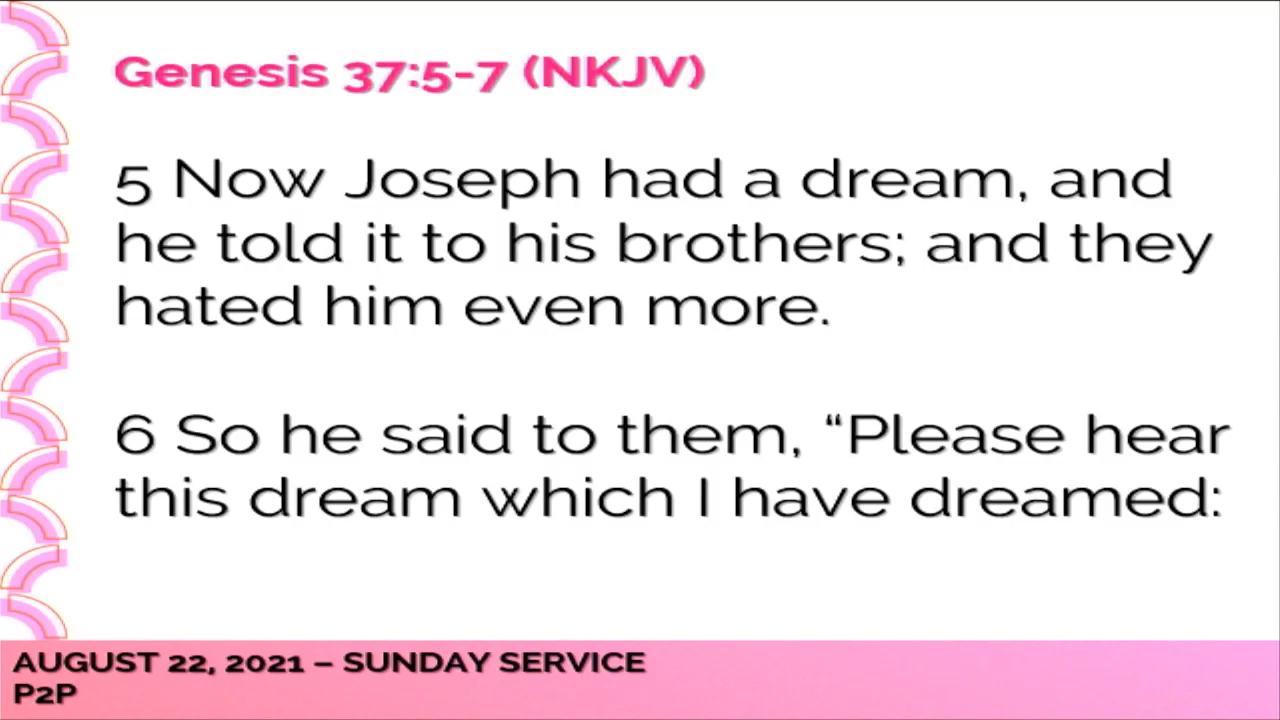 Genesis 37:5-7 (NKJV)
5 Now Joseph had a dream, and
he told it to his brothers; and they
hated him even more.
6 So he said to them, “Please hear
this dream which I have dreamed:
AUGUST 22, 2021 – SUNDAY SERVICE
P2P